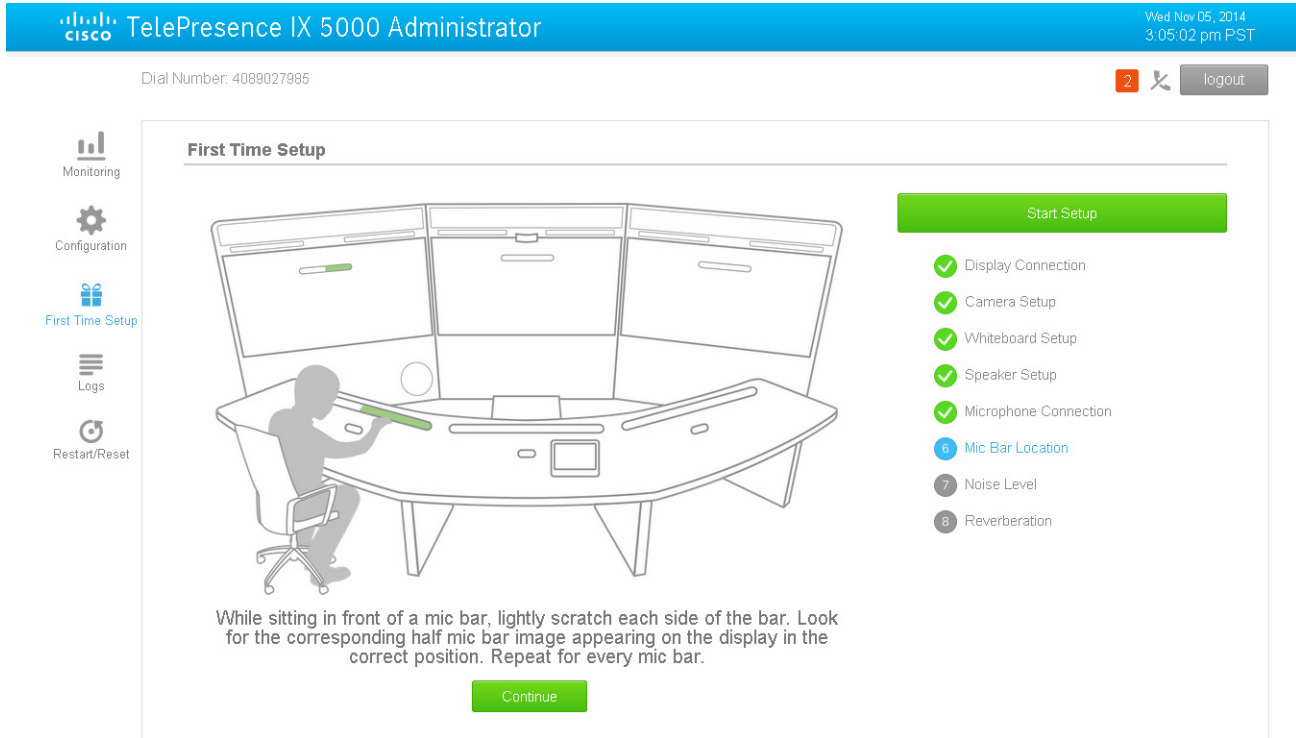 CISCO TelePresence IX 5000 Administrator
Wed Nov 05, 2014
3:05:02 pm PST
Dial Number: 4089027985
2
logout
Monitoring
Configuration
First Time Setup
Logs
Restart/Reset
First Time Setup
While sitting in front of a mic bar, lightly scratch each side of the bar. Look
for the corresponding half mic bar image appearing on the display in the
correct position. Repeat for every mic bar.
Continue
Start Setup
Display Connection
Camera Setup
Whiteboard Setup
Speaker Setup
Microphone Connection
6 Mic Bar Location
7 Noise Level
8 Reverberation